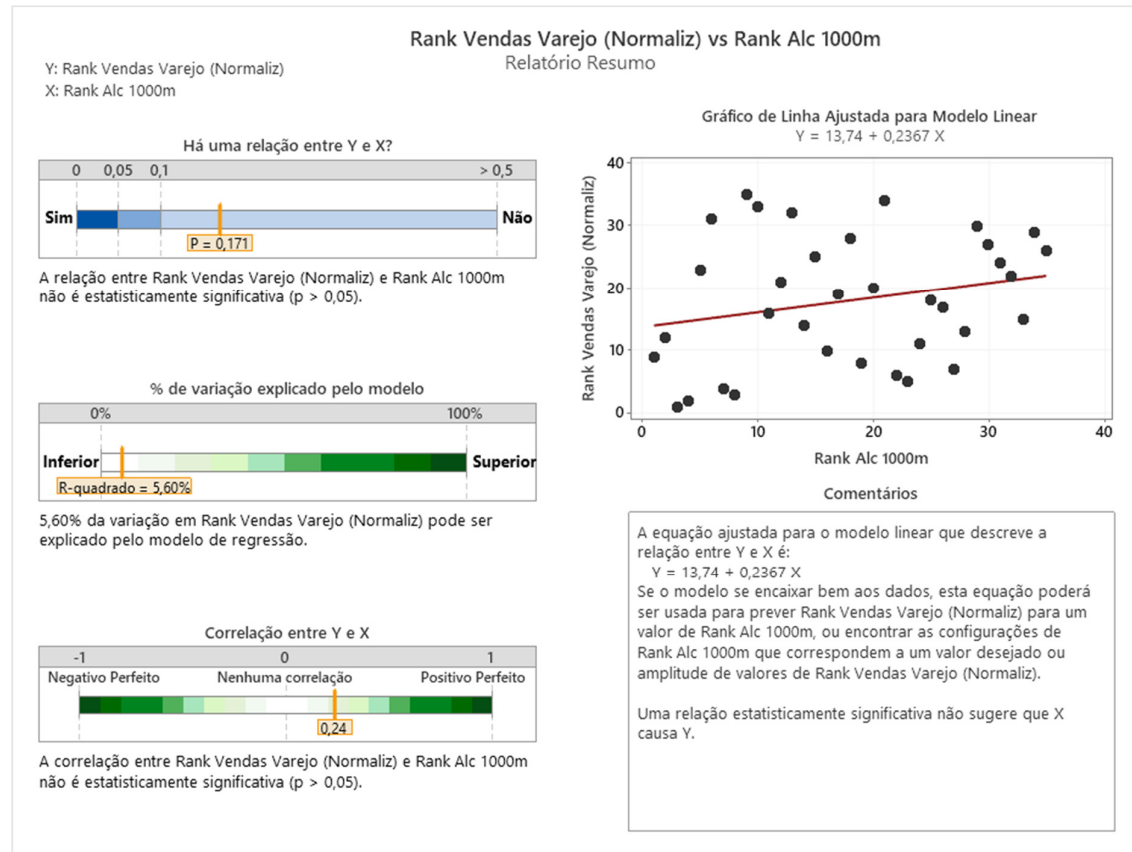 Rank Vendas Varejo (Normaliz) vs Rank Alc 1000m
Relatório Resumo
Y: Rank Vendas Varejo (Normaliz)
X: Rank Alc 1000m
Há uma relação entre Y e X?
0 0,05 0,1 > 0,5
Sim Não
P = 0,171
A relação entre Rank Vendas Varejo (Normaliz) e Rank Alc 1000m
não é estatisticamente significativa (p > 0,05).
% de variação explicado pelo modelo
0% 100%
Inferior Superior
R-quadrado = 5,60%
5,60% da variação em Rank Vendas Varejo (Normaliz) pode ser
explicado pelo modelo de regressão.
Correlação entre Y e X
-1 0 1
Negativo Perfeito Nenhuma correlação Positivo Perfeito
0,24
A correlação entre Rank Vendas Varejo (Normaliz) e Rank Alc 1000m
não é estatisticamente significativa (p > 0,05).
Gráfico de Linha Ajustada para Modelo Linear
Y = 13,74 + 0,2367 X
Rank Vendas Varejo (Normaliz)
40
30
20
10
0
0 10 20 30 40
Rank Alc 1000m
Comentários
A equação ajustada para o modelo linear que descreve a
relação entre Y e X é:
Y = 13,74 + 0,2367 X
Se o modelo se encaixar bem aos dados, esta equação poderá
ser usada para prever Rank Vendas Varejo (Normaliz) para um
valor de Rank Alc 1000m, ou encontrar as configurações de
Rank Alc 1000m que correspondem a um valor desejado ou
amplitude de valores de Rank Vendas Varejo (Normaliz).
Uma relação estatisticamente significativa não sugere que X
causa Y.